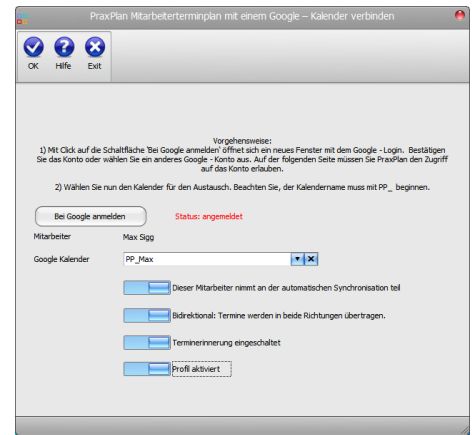 PraxPlan Mitarbeiterterminplan mit einem Google – Kalender verbinden
OK Hilfe Exit
Vorgehensweise:
1) Mit Click auf die Schaltfläche 'Bei Google anmelden' öffnet sich ein neues Fenster mit dem Google - Login. Bestätigen
Sie das Konto oder wählen Sie ein anderes Google - Konto aus. Auf der folgenden Seite müssen Sie PraxPlan den Zugriff
auf das Konto erlauben.
2) Wählen Sie nun den Kalender für den Austausch. Beachten Sie, der Kalendername muss mit PP_ beginnen.
Bei Google anmelden Status: angemeldet
Mitarbeiter Max Sigg
Google Kalender PP_Max
Dieser Mitarbeiter nimmt an der automatischen Synchronisation teil
Bidirektional: Termine werden in beide Richtungen übertragen.
Terminerinnerung eingeschaltet
Profil aktiviert